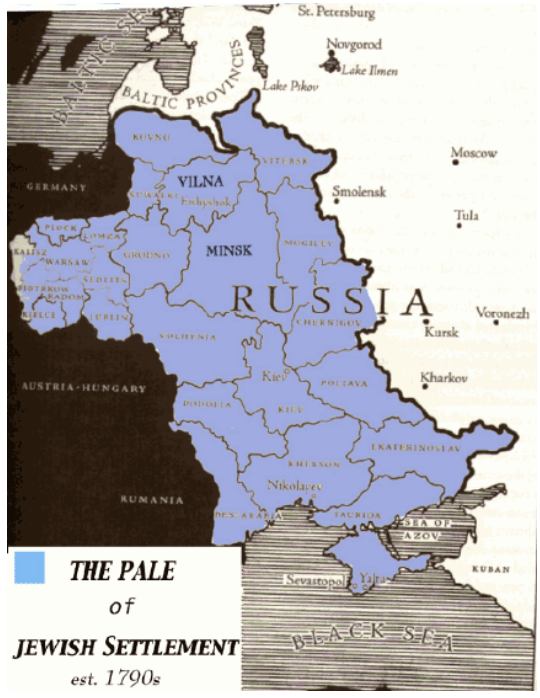 BALTIC SEA
St. Petersburg
Novgorod
Lake Ilmen
Lake Pskov
BALTIC PROVINCES
KOVNO
VITEBSK
Moscow
VILNA
GERMANY
SUWALKI
Eishyshok
Smolensk
Tula
PLOCK
LOMZA
GRODNO
MINSK
MOGILEV
KALISZ
WARSAW
SEDLETS
PIOTRKOW
RADOM
RUSSIA
Voronezh
KIELCE
LUBLIN
VOLHENIA
CHERNIGOV
Kursk
Kiev
Kharkov
AUSTRIA-HUNGARY
POLTAVA
PODOLIA
KIEV
EKATERINOSLAV
KHERSON
Nikolayev
RUMANIA
BESSARABIA
TAURIDA
SEA OF
AZOV
KUBAN
Sevastopol
Yalta
BLACK SEA
THE PALE
of
JEWISH SETTLEMENT
est. 1790s